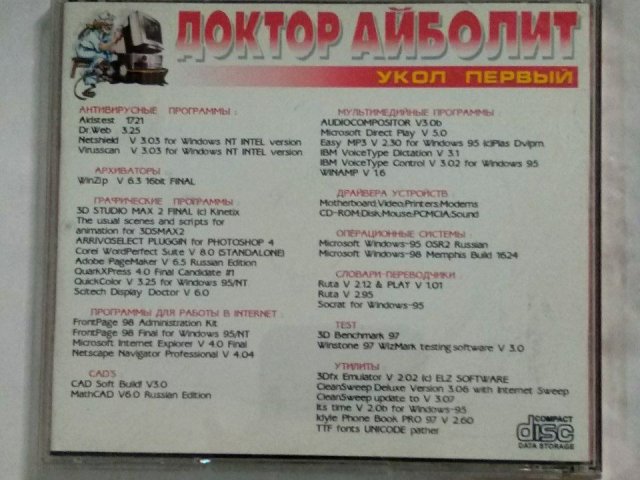 ДОКТОР АЙБОЛИТ
УКОЛ ПЕРВЫЙ
АНТИВИРУСНЫЕ ПРОГРАММЫ :
Aidstest 1721
Dr.Web 3.25
Netshield V 3.03 for Windows NT INTEL version
Virusscan V 3.03 for Windows NT INTEL version
АРХИВАТОРЫ :
WinZip V 6.3 16bit FINAL
ГРАФИЧЕСКИЕ ПРОГРАММЫ :
3D STUDIO MAX 2 FINAL (c) Kinetix
The usual scenes and scripts for
animation for 3DSMAX2
ARRIVOSELECT PLUGGIN for PHOTOSHOP 4
Corel WordPerfect Suite V 8.0 (STANDALONE)
Adobe PageMaker V 6.5 Russian Edition
QuarkXPress 4.0 Final Candidate #1
QuickColor V 3.25 for Windows 95/NT
Scitech Display Doctor V 6.0
ПРОГРАММЫ ДЛЯ РАБОТЫ В INTERNET :
FrontPage 98 Administration Kit
FrontPage 98 Final for Windows 95/NT
Microsoft Internet Explorer V 4.0 Final
Netscape Navigator Professional V 4.04
CAD'S
CAD Soft Build V3.0
MathCAD V6.0 Russian Edition
МУЛЬТИМЕДИЙНЫЕ ПРОГРАММЫ :
AUDIOCOMPOSITOR V3.0b
Microsoft Direct Play V 5.0
Easy MP3 V 2.30 for Windows 95 (c)Plas Dvipm
IBM VoiceType Dictation V 3.1
IBM VoiceType Control V 3.02 for Windows 95
WINAMP V 1.6
ДРАЙВЕРА УСТРОЙСТВ
Motherboard;Video;Printers;Modems
CD-ROM;Disk;Mouse;PCMCIA;Sound
ОПЕРАЦИОННЫЕ СИСТЕМЫ :
Microsoft Windows-95 OSR2 Russian
Microsoft Windows-98 Memphis Build 1624
СЛОВАРИ-ПЕРЕВОДЧИКИ :
Ruta V 2.12 & PLAY V 1.01
Ruta V 2.95
Socrat for Windows-95
TEST
3D Benchmark 97
Winstone 97 WizMark testing software V 3.0
УТИЛИТЫ
3Dfx Emulator V 2.02 (c) ELZ SOFTWARE
CleanSweep Deluxe Version 3.06 with Internet Sweep
CleanSweep update to V 3.07
It's time V 2.0b for Windows-95
Idyle Phone Book PRO 97 V 2.60
TTF fonts UNICODE pather
COMPACT
disc
DATA STORAGE